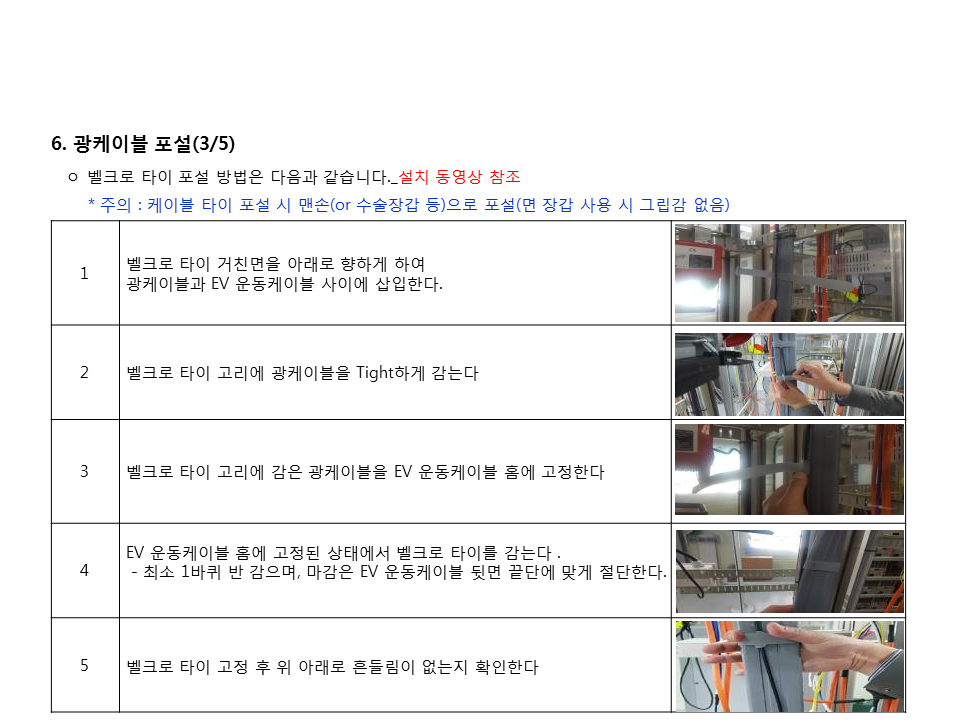 6. 광케이블 포설(3/5)
ㅇ 벨크로 타이 포설 방법은 다음과 같습니다._설치 동영상 참조
* 주의 : 케이블 타이 포설 시 맨손(or 수술장갑 등)으로 포설(면 장갑 사용 시 그립감 없음)
1
벨크로 타이 거친면을 아래로 향하게 하여
광케이블과 EV 운동케이블 사이에 삽입한다.
2
벨크로 타이 고리에 광케이블을 Tight하게 감는다
3
벨크로 타이 고리에 감은 광케이블을 EV 운동케이블 홈에 고정한다
4
EV 운동케이블 홈에 고정된 상태에서 벨크로 타이를 감는다 .
- 최소 1바퀴 반 감으며, 마감은 EV 운동케이블 뒷면 끝단에 맞게 절단한다.
5
벨크로 타이 고정 후 위 아래로 흔들림이 없는지 확인한다